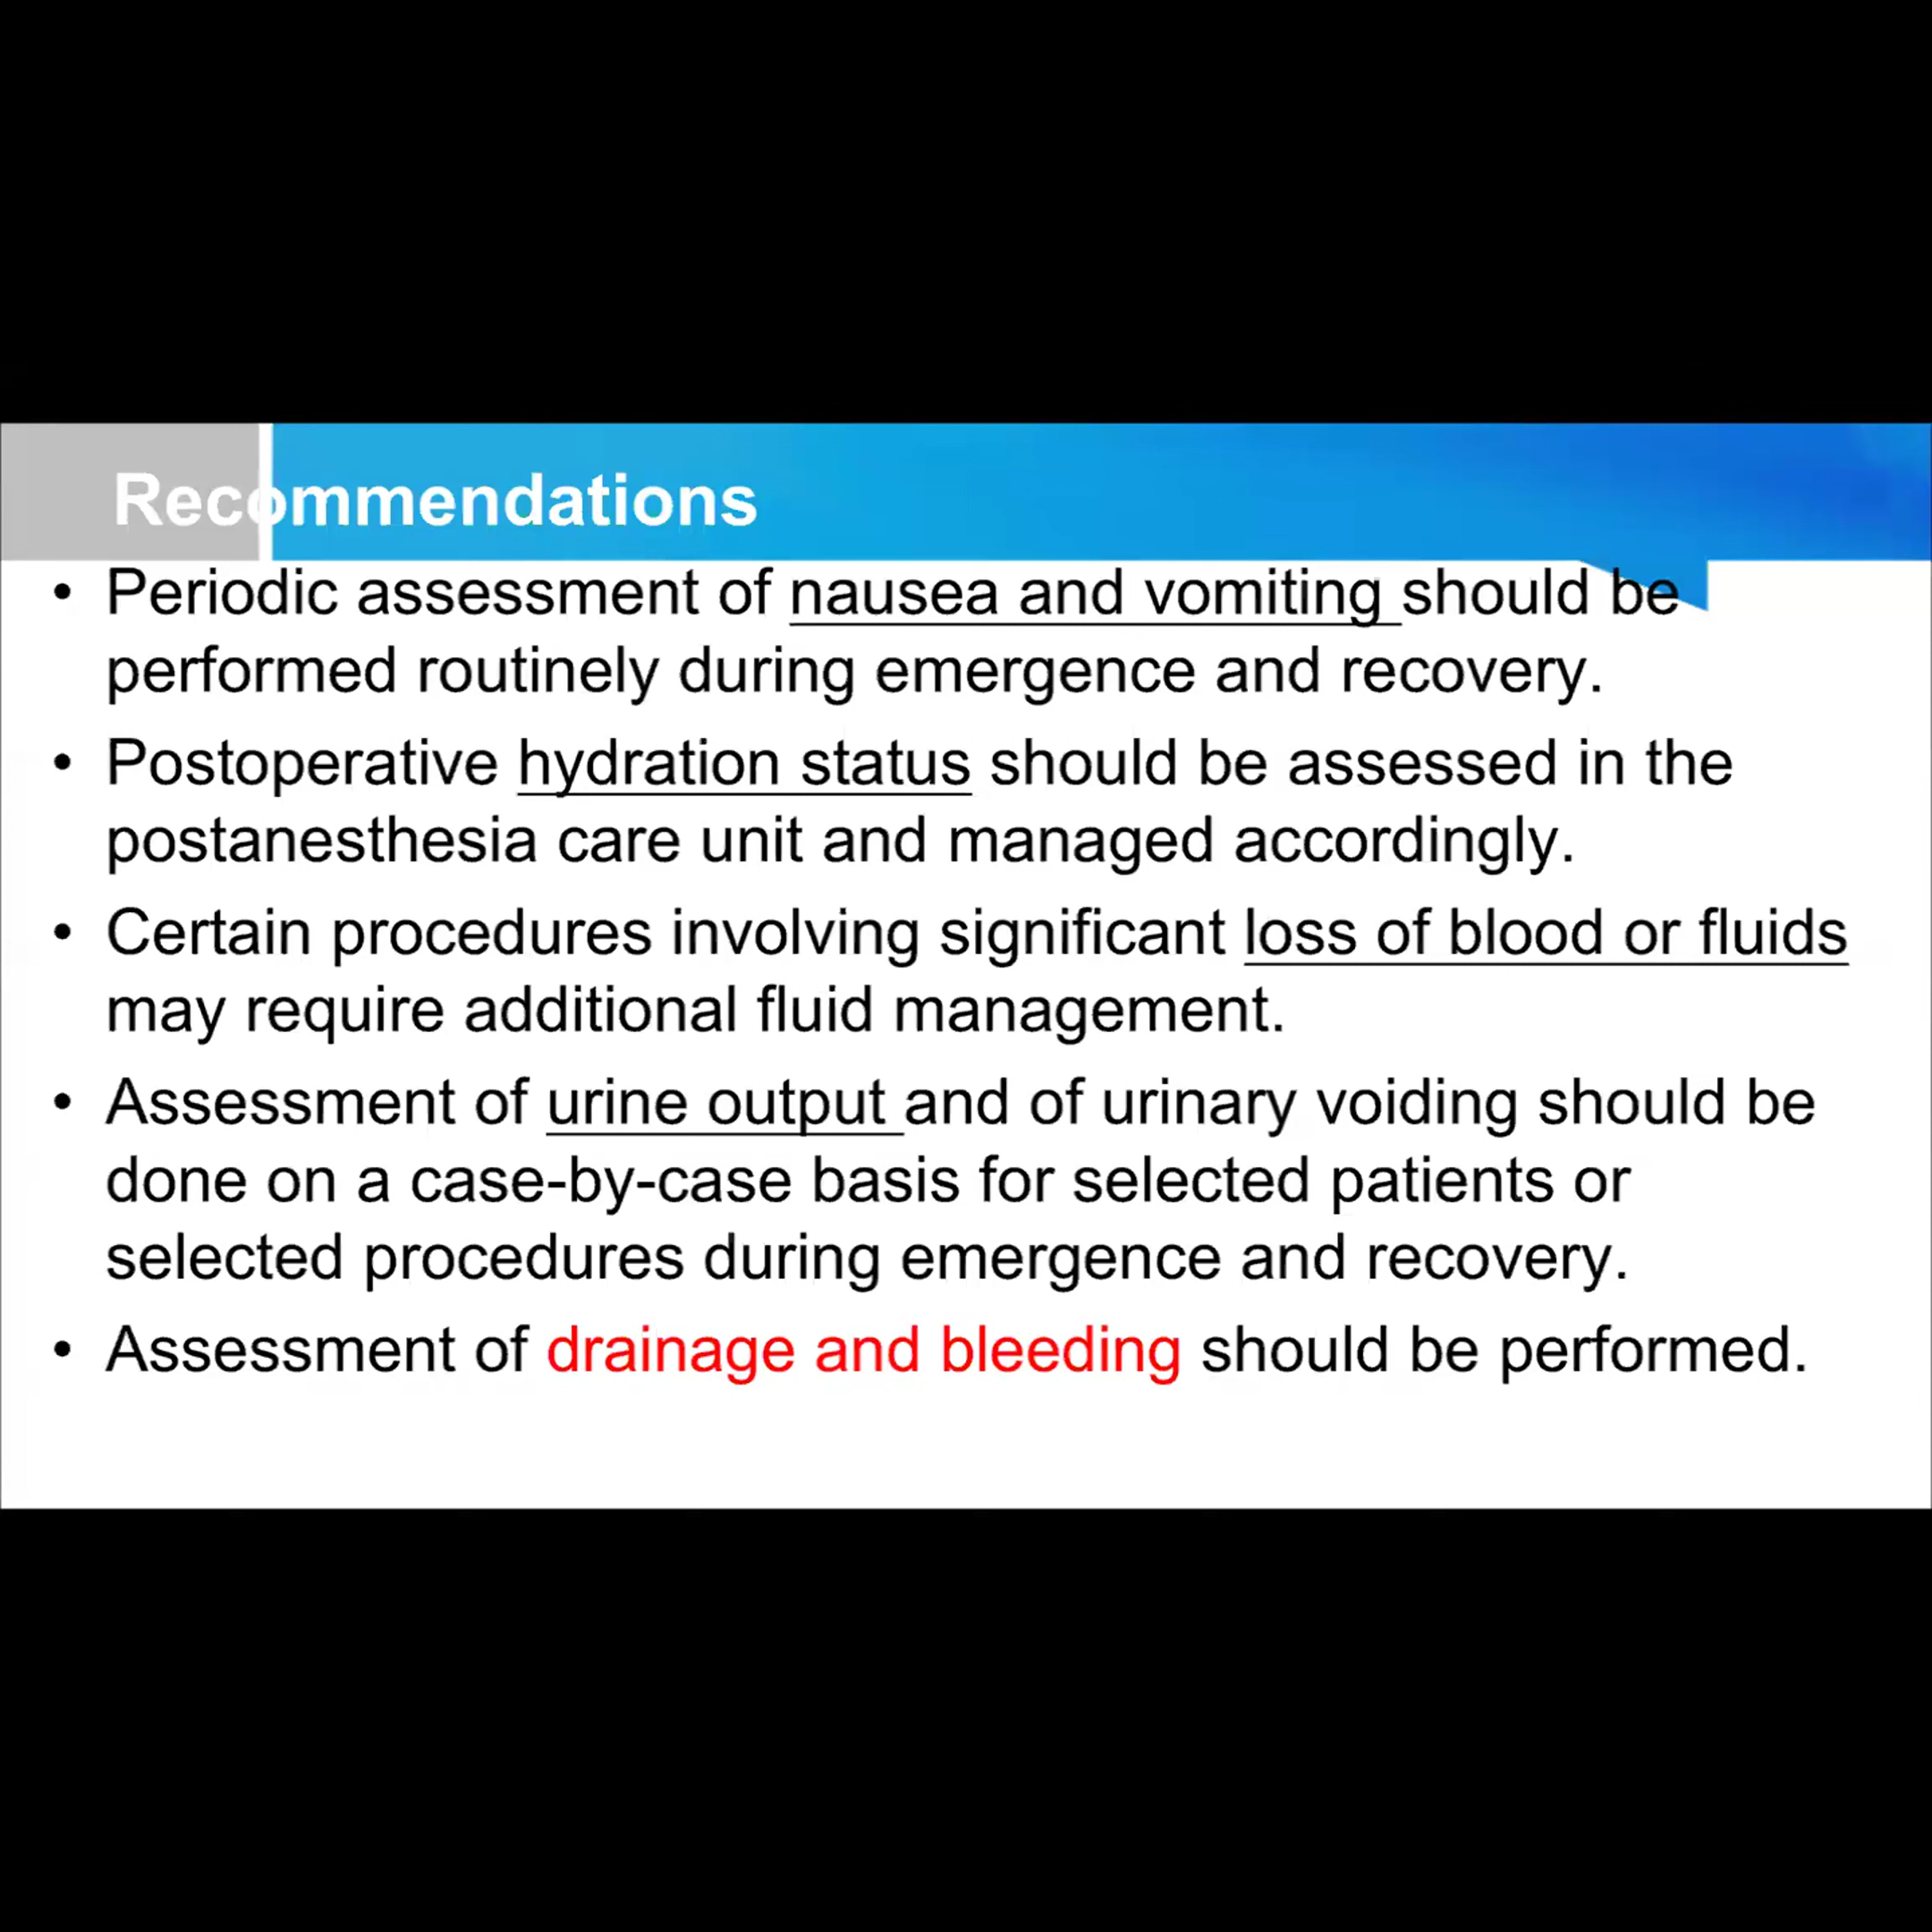 Recommendations
• Periodic assessment of nausea and vomiting should be
performed routinely during emergence and recovery.
• Postoperative hydration status should be assessed in the
postanesthesia care unit and managed accordingly.
• Certain procedures involving significant loss of blood or fluids
may require additional fluid management.
• Assessment of urine output and of urinary voiding should be
done on a case-by-case basis for selected patients or
selected procedures during emergence and recovery.
• Assessment of drainage and bleeding should be performed.